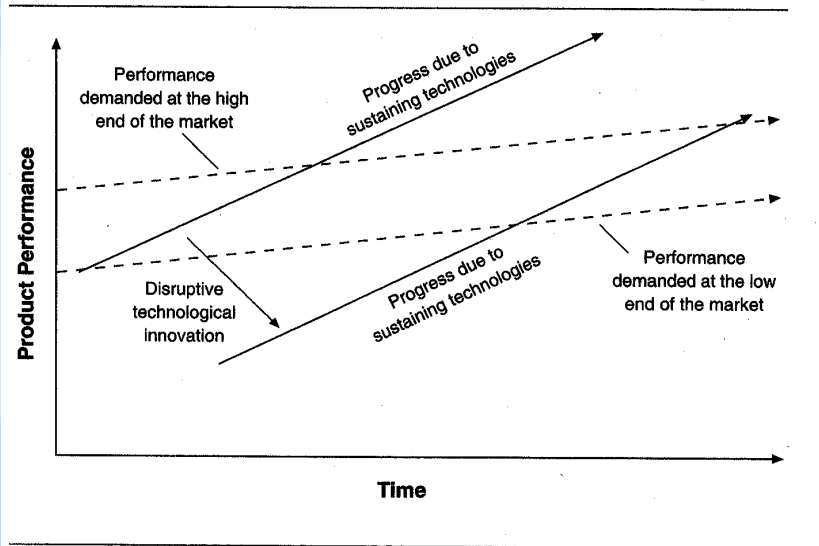 Performance
demanded at the high
end of the market
Progress due to
sustaining technologies
Product Performance
Disruptive
technological
innovation
Progress due to
sustaining technologies
Performance
demanded at the low
end of the market
Time